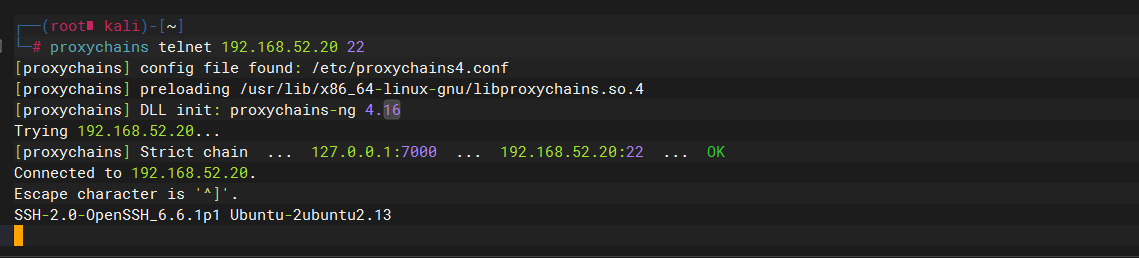 ┌──(root㉿ kali)-[~]
└─# proxychains telnet 192.168.52.20 22
[proxychains] config file found: /etc/proxychains4.conf
[proxychains] preloading /usr/lib/x86_64-linux-gnu/libproxychains.so.4
[proxychains] DLL init: proxychains-ng 4.16
Trying 192.168.52.20...
[proxychains] Strict chain  ...  127.0.0.1:7000  ...  192.168.52.20:22  ...  OK
Connected to 192.168.52.20.
Escape character is '^]'.
SSH-2.0-OpenSSH_6.6.1p1 Ubuntu-2ubuntu2.13